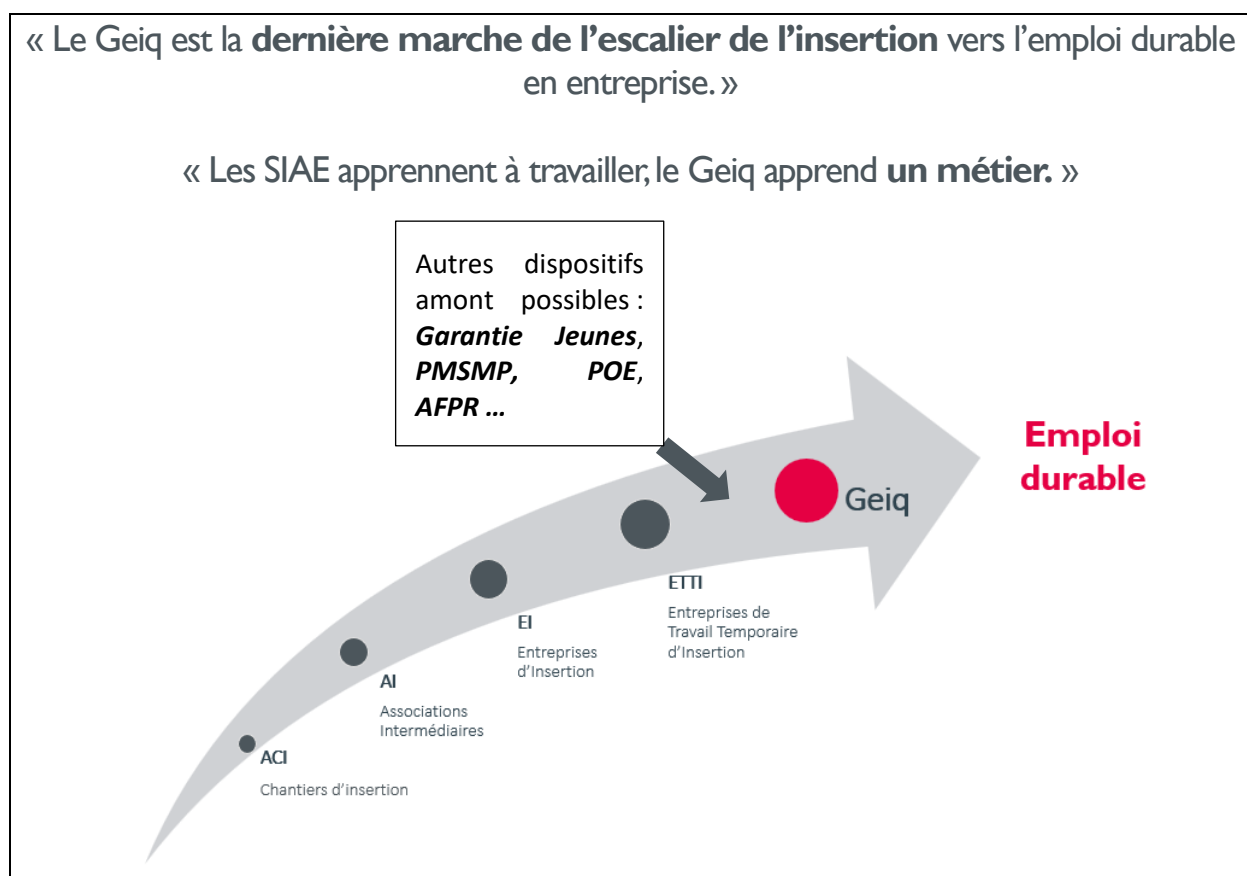 « Le Geiq est la dernière marche de l’escalier de l’insertion vers l’emploi durable
en entreprise. »
« Les SIAE apprennent à travailler, le Geiq apprend un métier. »
Autres dispositifs
amont possibles :
Garantie Jeunes,
PMSMP, POE,
AFPR …
Emploi
durable
Geiq
ETTI
Entreprises de
Travail Temporaire
d’Insertion
EI
Entreprises
d’Insertion
AI
Associations
Intermédiaires
ACI
Chantiers d’insertion